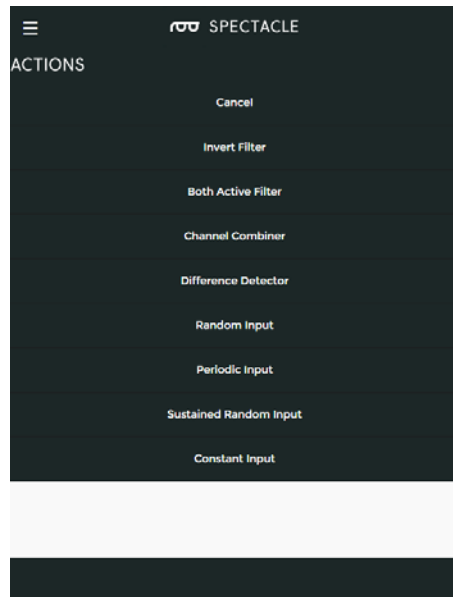 SPECTACLE
ACTIONS
Cancel
Invert Filter
Both Active Filter
Channel Combiner
Difference Detector
Random Input
Periodic Input
Sustained Random Input
Constant Input